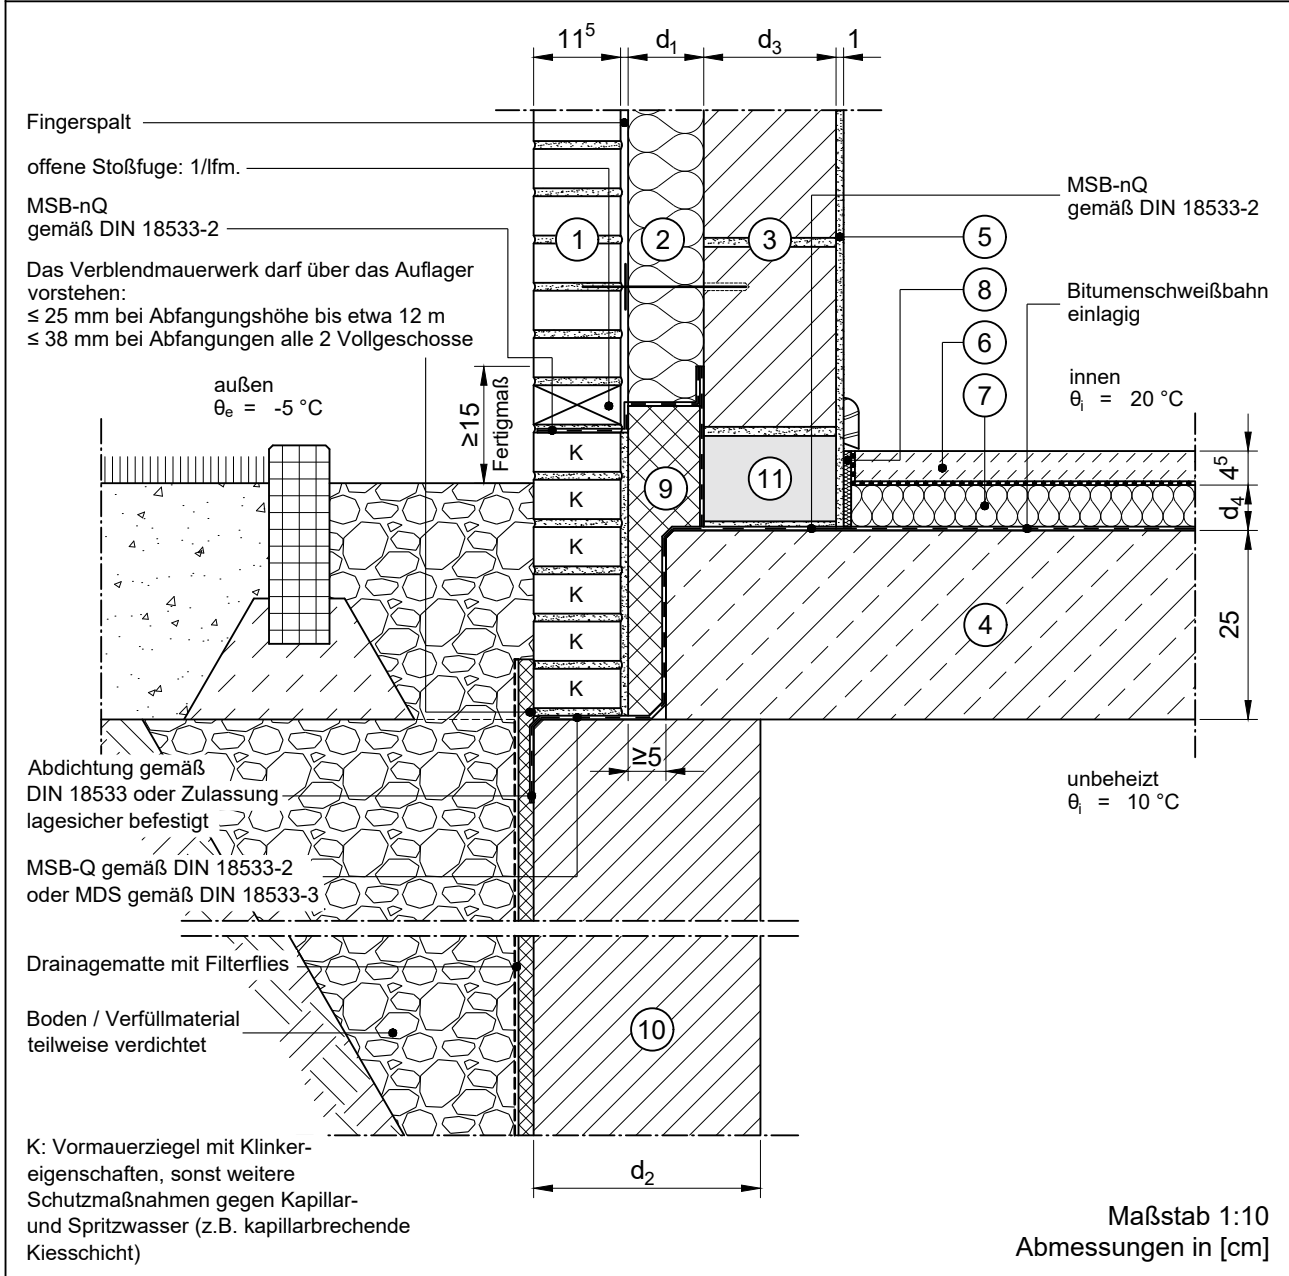 11⁵ d₁ d₃ 1
Fingerspalt
offene Stoßfuge: 1/lfm.
MSB-nQ
gemäß DIN 18533-2
Das Verblendmauerwerk darf über das Auflager
vorstehen:
≤ 25 mm bei Abfangungshöhe bis etwa 12 m
≤ 38 mm bei Abfangungen alle 2 Vollgeschosse
außen
θe = -5 °C
≥15
Fertigmaß
1 2 3
MSB-nQ
gemäß DIN 18533-2
5
8
6
7
Bitumenschweißbahn
einlagig
innen
θi = 20 °C
K
K
K
K
K
K
9
11
4⁵
d₄
25
4
≥5
unbeheizt
θi = 10 °C
Abdichtung gemäß
DIN 18533 oder Zulassung
lagesicher befestigt
MSB-Q gemäß DIN 18533-2
oder MDS gemäß DIN 18533-3
Drainagematte mit Filterflies
Boden / Verfüllmaterial
teilweise verdichtet
10
K: Vormauerziegel mit Klinker-
eigenschaften, sonst weitere
Schutzmaßnahmen gegen Kapillar-
und Spritzwasser (z.B. kapillarbrechende
Kiesschicht)
d₂
Maßstab 1:10
Abmessungen in [cm]